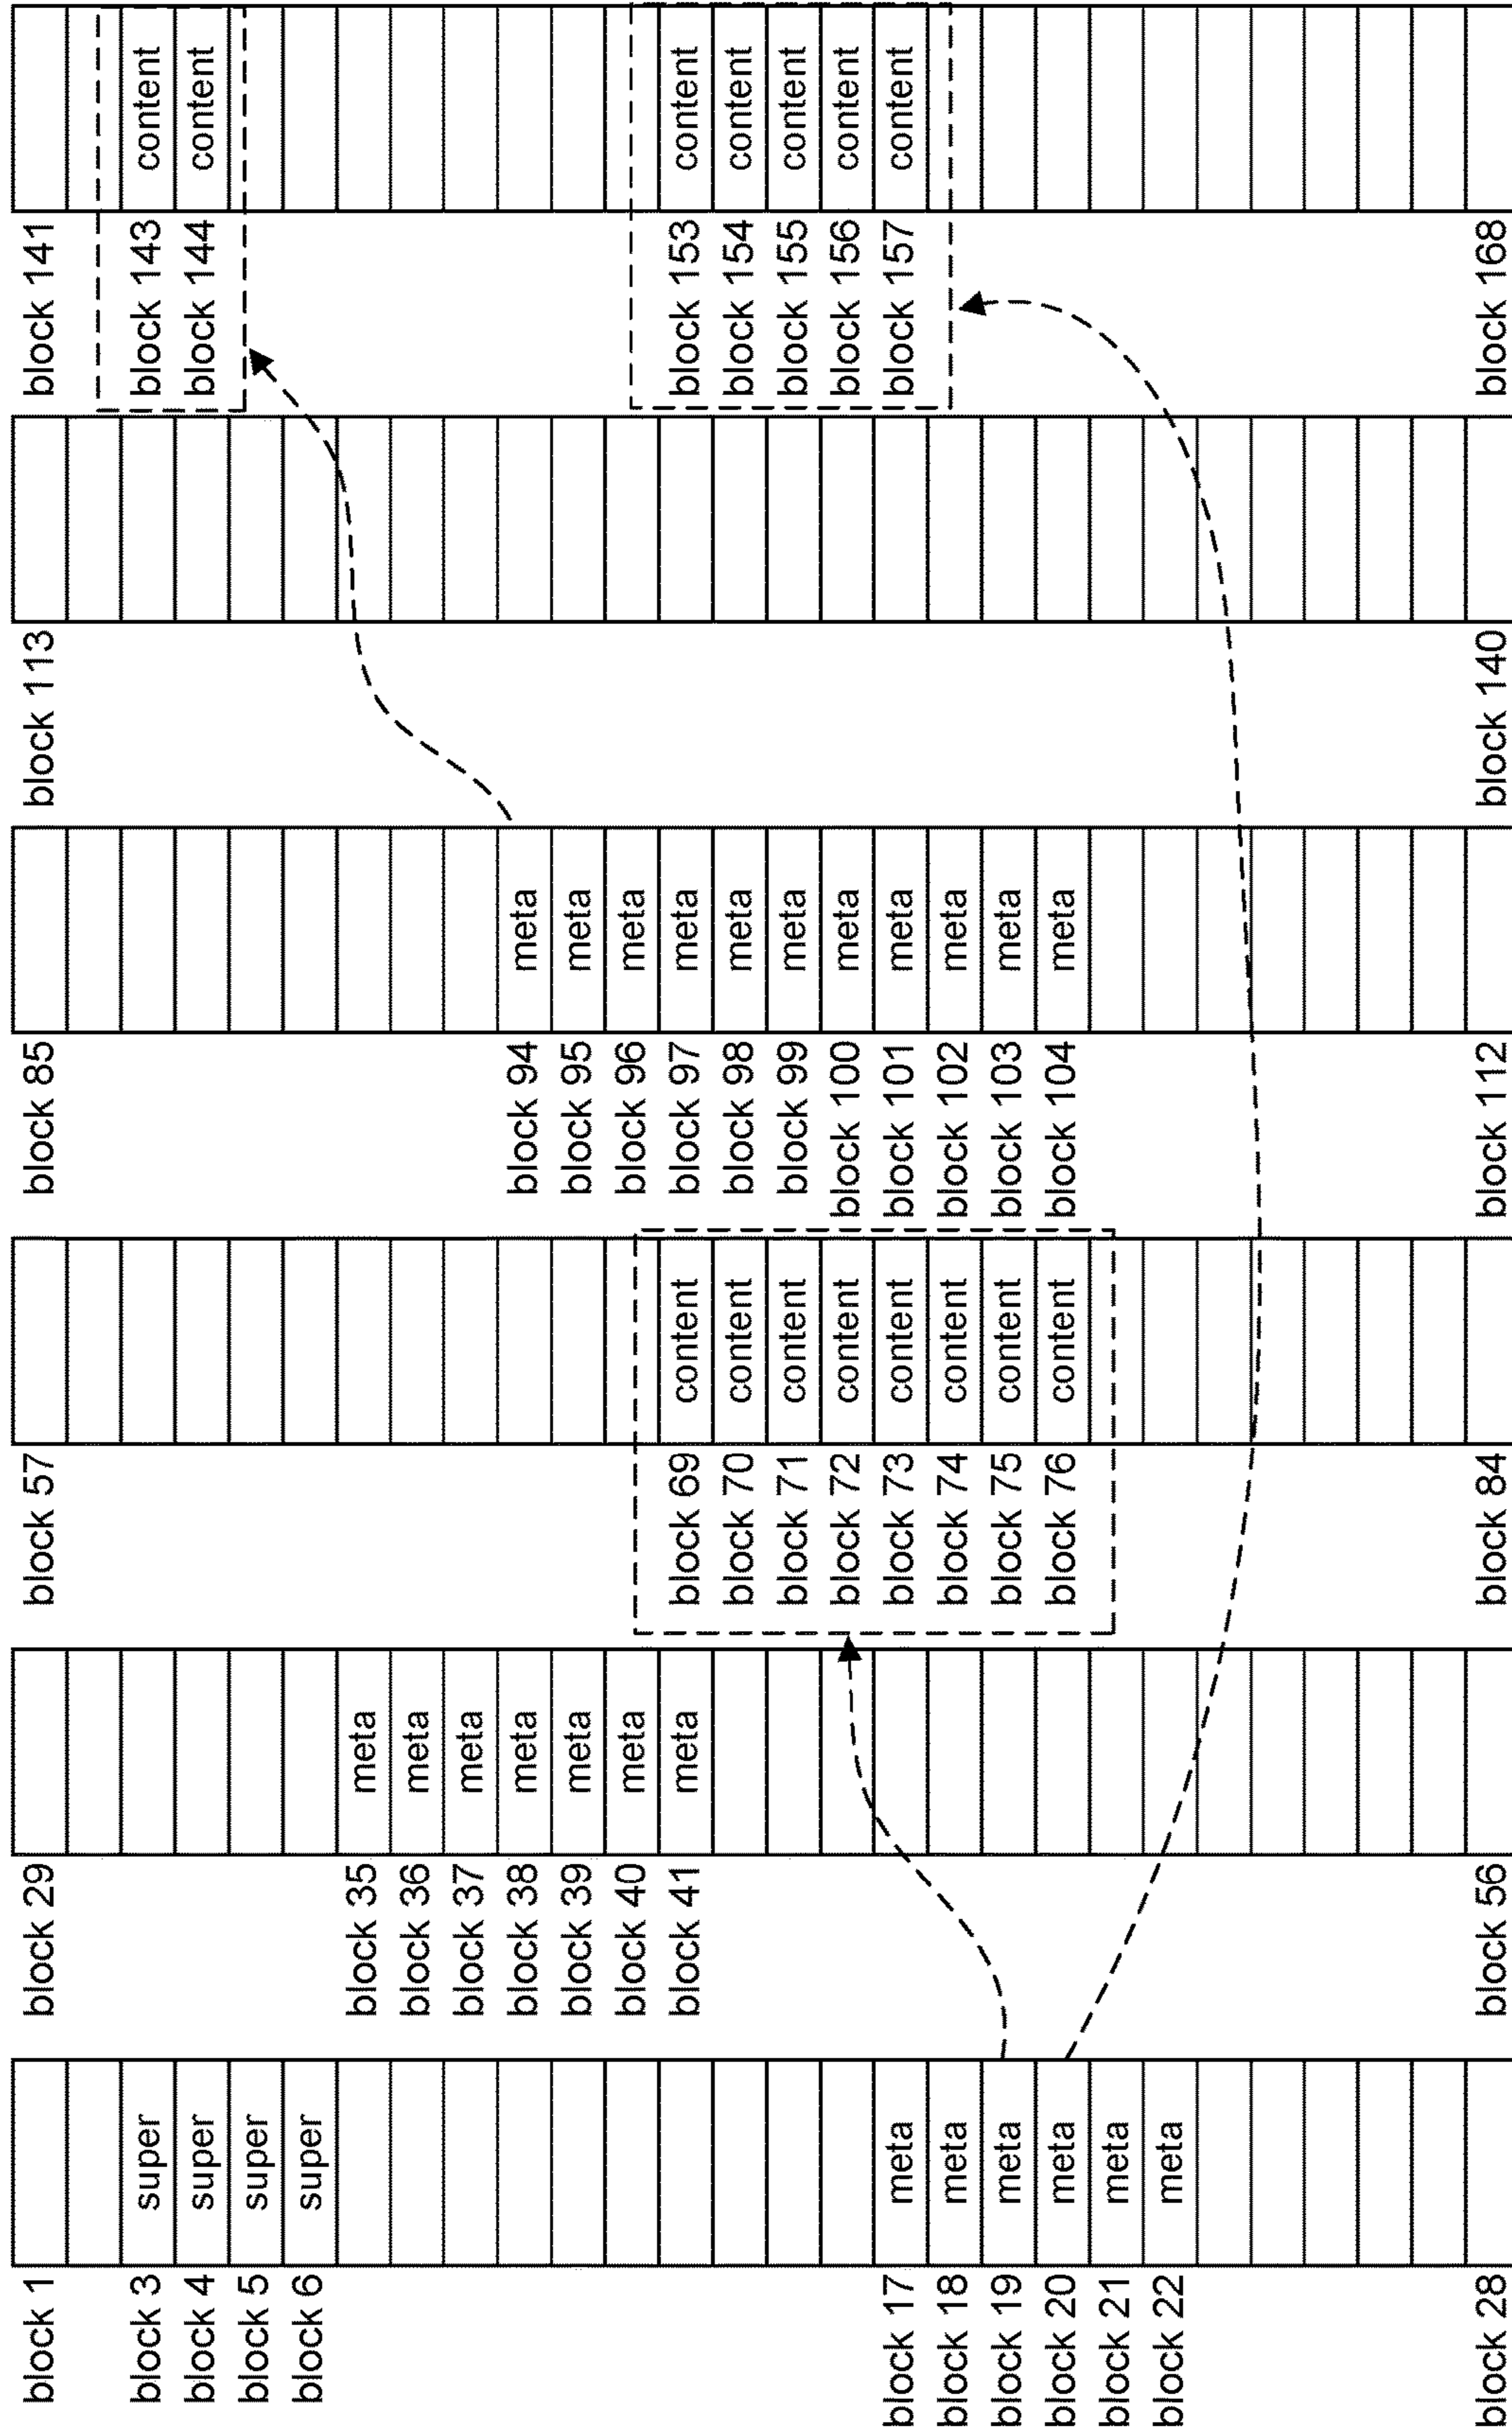 block 1
block 3 super
block 4 super
block 5 super
block 6 super
block 17 meta
block 18 meta
block 19 meta
block 20 meta
block 21 meta
block 22 meta
block 28
block 29
block 35 meta
block 36 meta
block 37 meta
block 38 meta
block 39 meta
block 40 meta
block 41 meta
block 56
block 57
block 69 content
block 70 content
block 71 content
block 72 content
block 73 content
block 74 content
block 75 content
block 76 content
block 84
block 85
block 94 meta
block 95 meta
block 96 meta
block 97 meta
block 98 meta
block 99 meta
block 100 meta
block 101 meta
block 102 meta
block 103 meta
block 104 meta
block 112
block 113
block 140
block 141
block 143 content
block 144 content
block 153 content
block 154 content
block 155 content
block 156 content
block 157 content
block 168